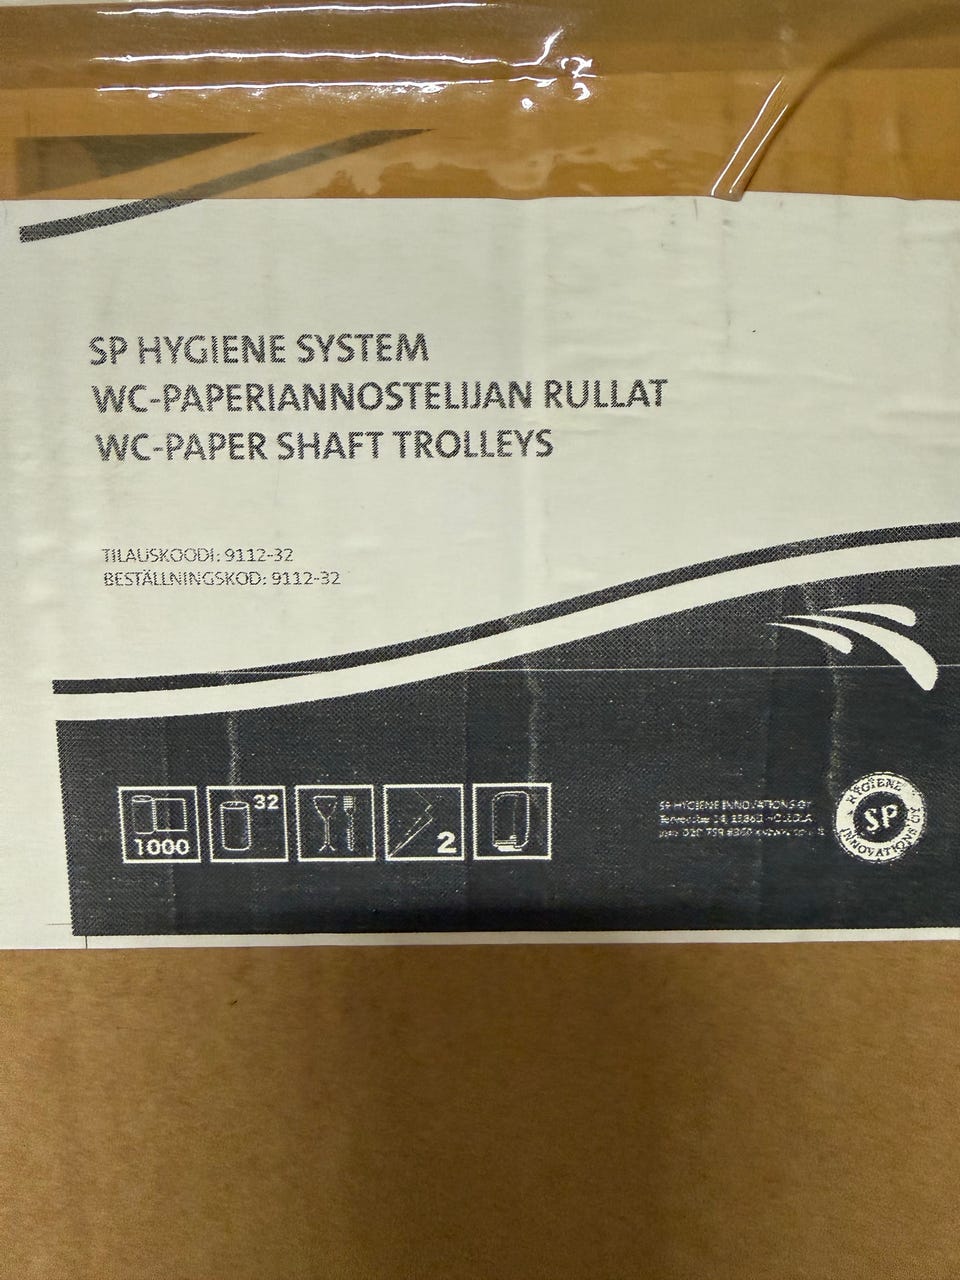 SP HYGIENE SYSTEM
WC-PAPERIANNOSTELIJAN RULLAT
WC-PAPER SHAFT TROLLEYS
TILAUSKOODI: 9112-32
BESTÄLLNINGSKOD: 9112-32
1000
32
2
SP HYGIENE INNOVATIONS OY
HYGIENE
SP
INNOVATIONS OY